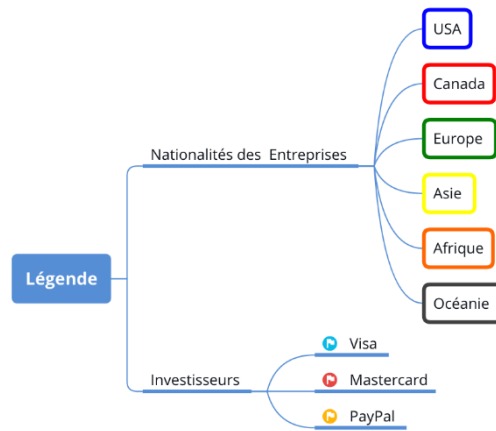 USA
Canada
Nationalités des Entreprises
Europe
Asie
Afrique
Légende
Océanie
Visa
Investisseurs
Mastercard
PayPal